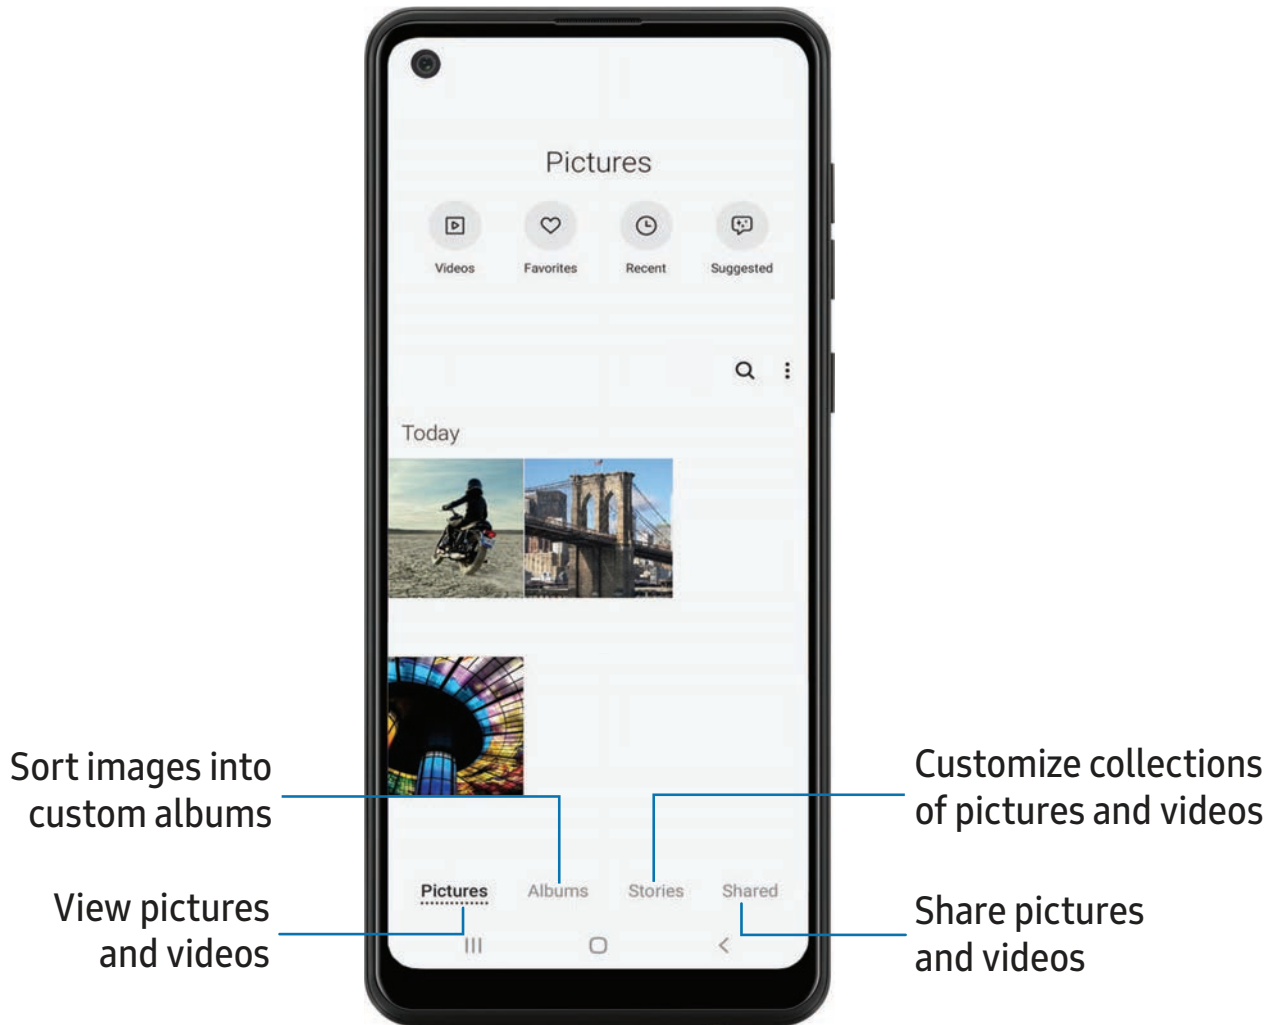 Pictures
Videos Favorites Recent Suggested
Today
Sort images into
custom albums
Customize collections
of pictures and videos
Pictures Albums Stories Shared
View pictures
and videos
Share pictures
and videos